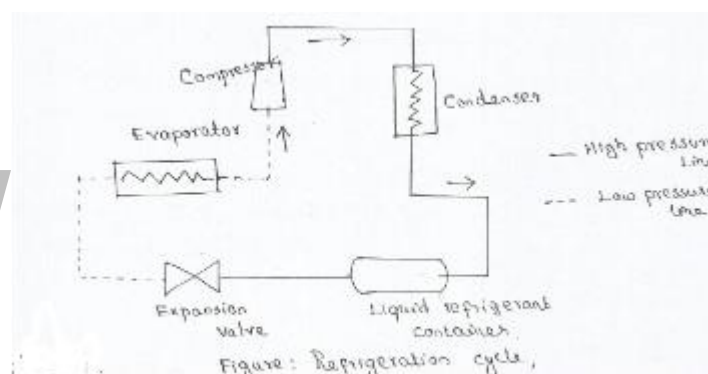 Compressor
Condenser
Evaporator
High pressure
Line
Low pressure
Line
Expansion
valve
Liquid refrigerant
container
Figure: Refrigeration cycle,